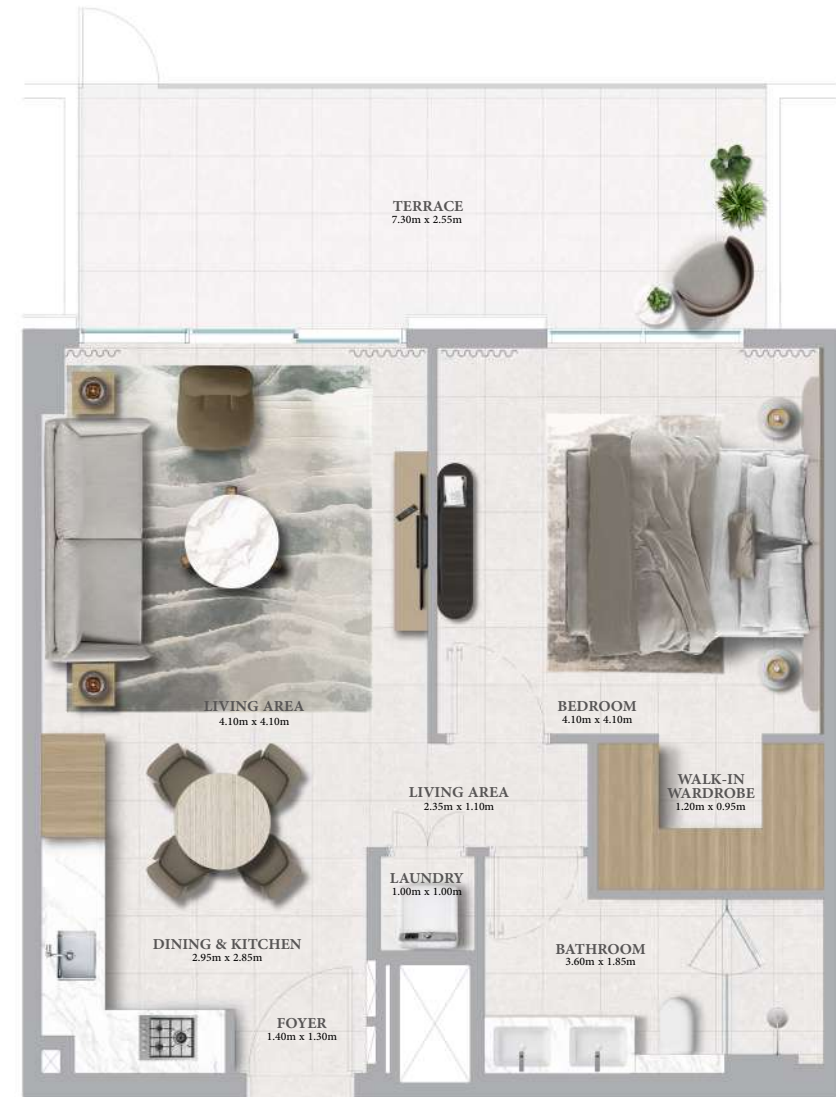 TERRACE
7.30m x 2.55m
LIVING AREA
4.10m x 4.10m
BEDROOM
4.10m x 4.10m
LIVING AREA
2.35m x 1.10m
WALK-IN
WARDROBE
1.20m x 0.95m
LAUNDRY
1.00m x 1.00m
DINING & KITCHEN
2.95m x 2.85m
BATHROOM
3.60m x 1.85m
FOYER
1.40m x 1.30m